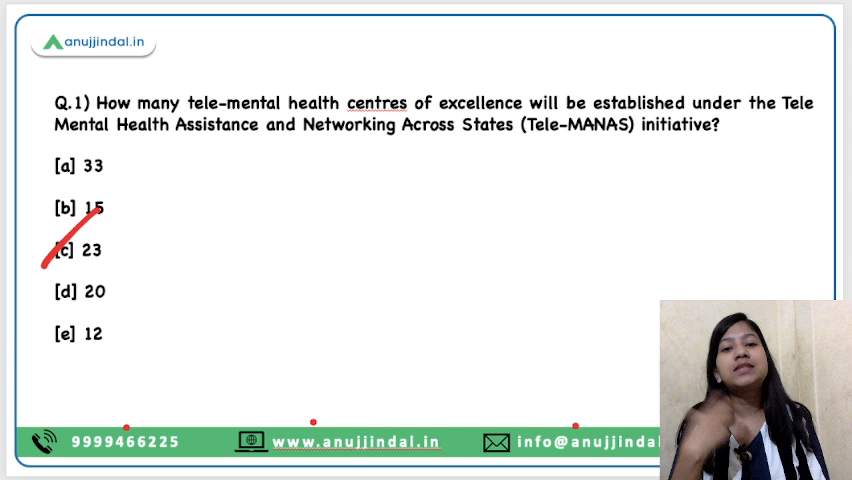 anujjindal.in
Q.1) How many tele-mental health centres of excellence will be established under the Tele
Mental Health Assistance and Networking Across States (Tele-MANAS) initiative?
[a] 33
[b] 15
[c] 23
[d] 20
[e] 12
9999466225 www.anujjindal.in info@anujjindal